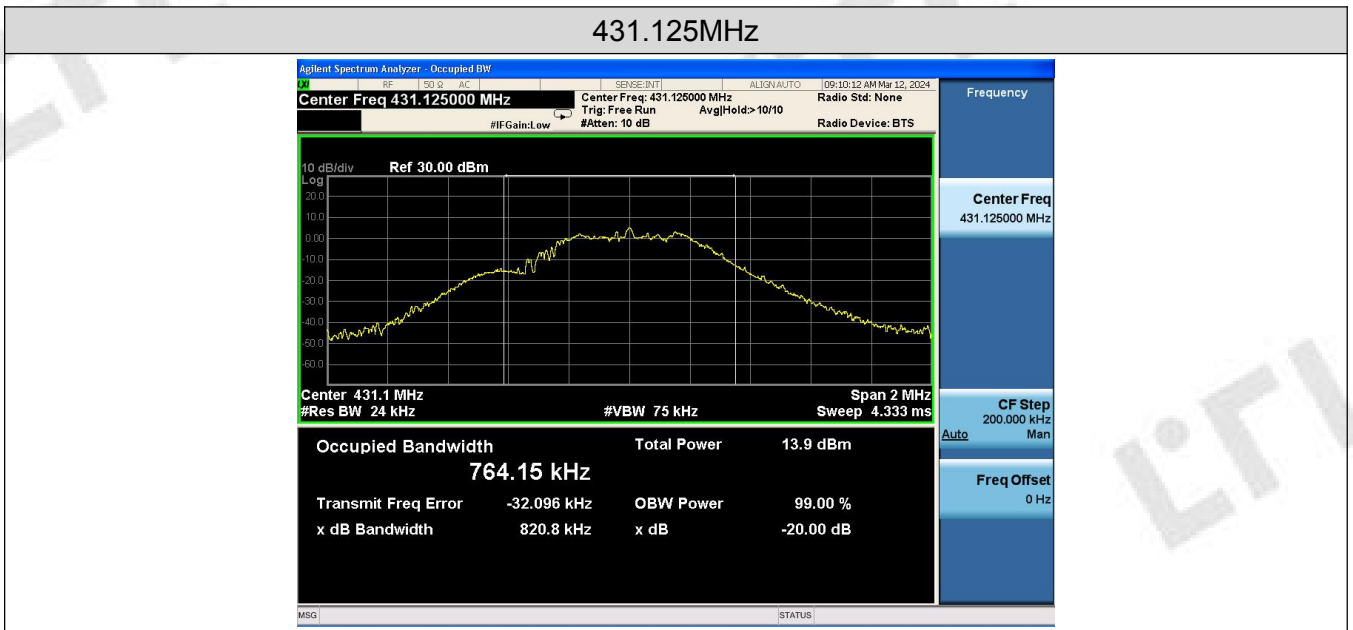 431.125MHz
Agilent Spectrum Analyzer - Occupied BW
RF 50 Ω AC SENSE:INT ALIGN AUTO 09:10:12 AM Mar 12, 2024
Center Freq 431.125000 MHz
Center Freq: 431.125000 MHz
Radio Std: None
Trig: Free Run Avg|Hold:> 10/10
#IFGain:Low
#Atten: 10 dB
Radio Device: BTS
10 dB/div Ref 30.00 dBm
Log
20.0
10.0
0.00
-10.0
-20.0
-30.0
-40.0
-50.0
-60.0
Center 431.1 MHz Span 2 MHz
#Res BW 24 kHz #VBW 75 kHz Sweep 4.333 ms
Occupied Bandwidth Total Power 13.9 dBm
764.15 kHz
Transmit Freq Error -32.096 kHz OBW Power 99.00 %
x dB Bandwidth 820.8 kHz x dB -20.00 dB
MSG STATUS
Frequency
Center Freq
431.125000 MHz
CF Step
200.000 kHz
Auto Man
Freq Offset
0 Hz